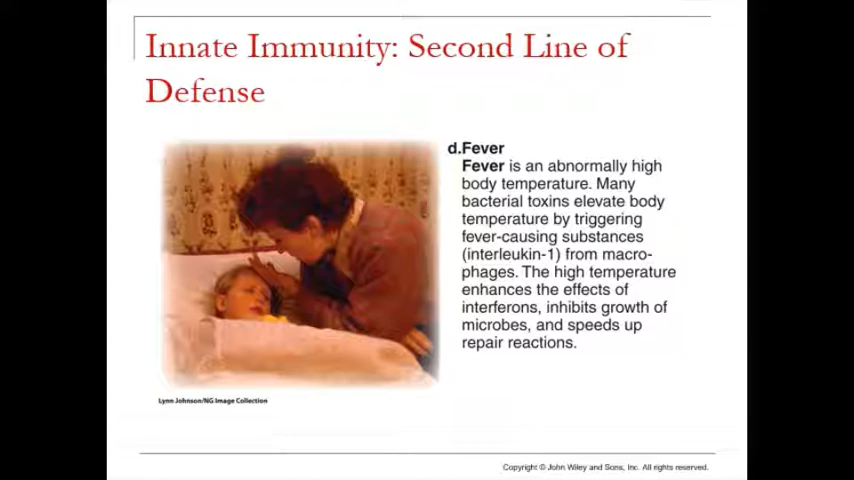 Innate Immunity: Second Line of
Defense
d.Fever
Fever is an abnormally high
body temperature. Many
bacterial toxins elevate body
temperature by triggering
fever-causing substances
(interleukin-1) from macro-
phages. The high temperature
enhances the effects of
interferons, inhibits growth of
microbes, and speeds up
repair reactions.
Lynn Johnson/NG Image Collection
Copyright © John Wiley and Sons, Inc. All rights reserved.